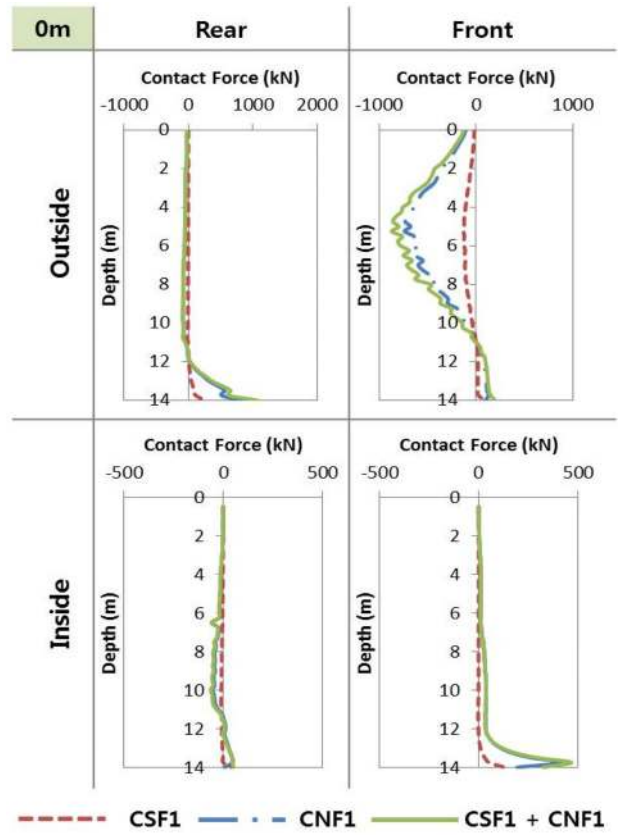 0m Rear Front
Contact Force (kN) Contact Force (kN)
-1000 0 1000 2000 -1000 0 1000
Outside
Depth (m) Depth (m)
0 0
2 2
4 4
6 6
8 8
10 10
12 12
14 14
Contact Force (kN) Contact Force (kN)
-500 0 500 -500 0 500
Inside
Depth (m) Depth (m)
0 0
2 2
4 4
6 6
8 8
10 10
12 12
14 14
CSF1 CNF1 CSF1 + CNF1